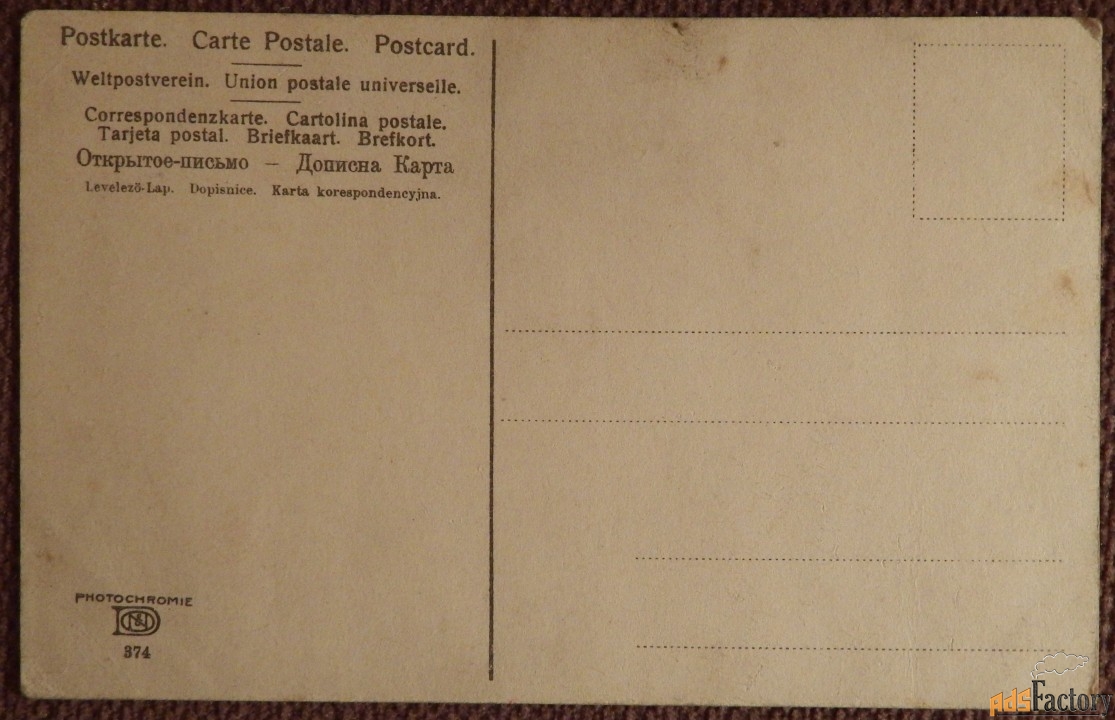 Postkarte. Carte Postale. Postcard.
Weltpostverein. Union postale universelle.
Correspondenzkarte. Cartolina postale.
Tarjeta postal. Briefkaart. Brefkort.
Открытое-письмо — Дописна Карта
Levelező-Lap. Dopisnice. Karta korespondencyjna.
PHOTOCHROMIE
374
AdsFactory